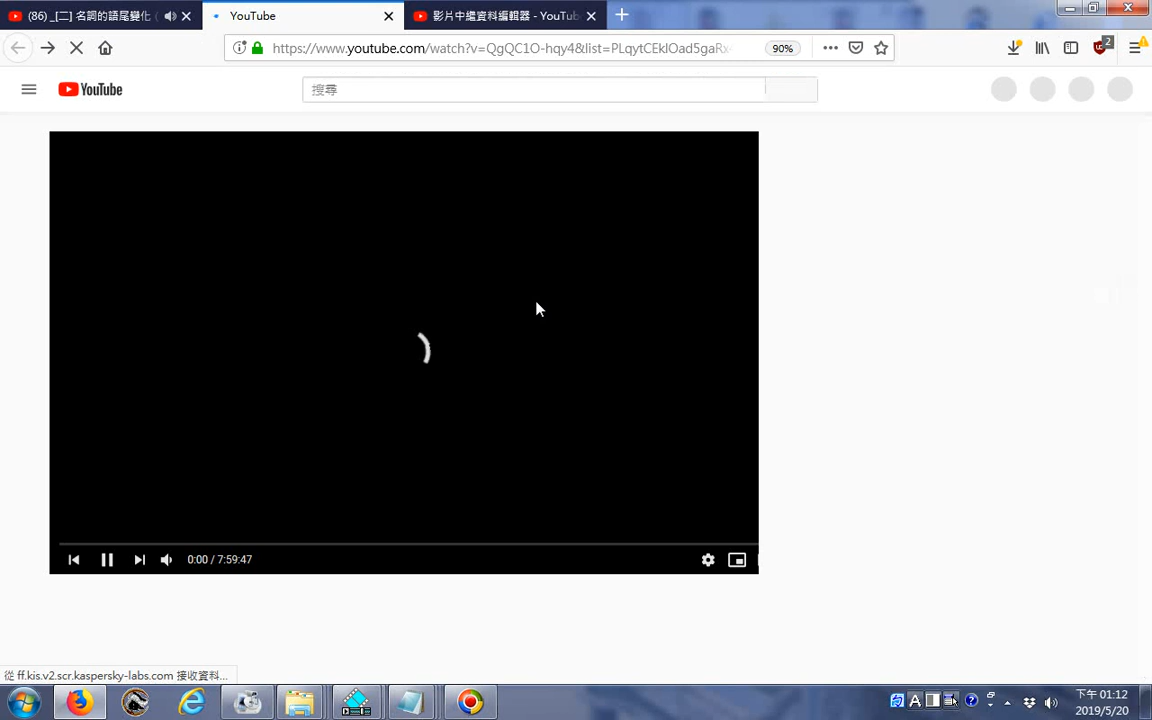 (86) _[二] 名詞的語尾變化 (
YouTube
影片中繼資料編輯器 - YouTub
https://www.youtube.com/watch?v=QgQC1O-hqy4&list=PLqytCEklOad5gaRx
90%
2
YouTube
搜尋
0:00 / 7:59:47
從 ff.kis.v2.scr.kaspersky-labs.com 接收資料...
下午 01:12
2019/5/20